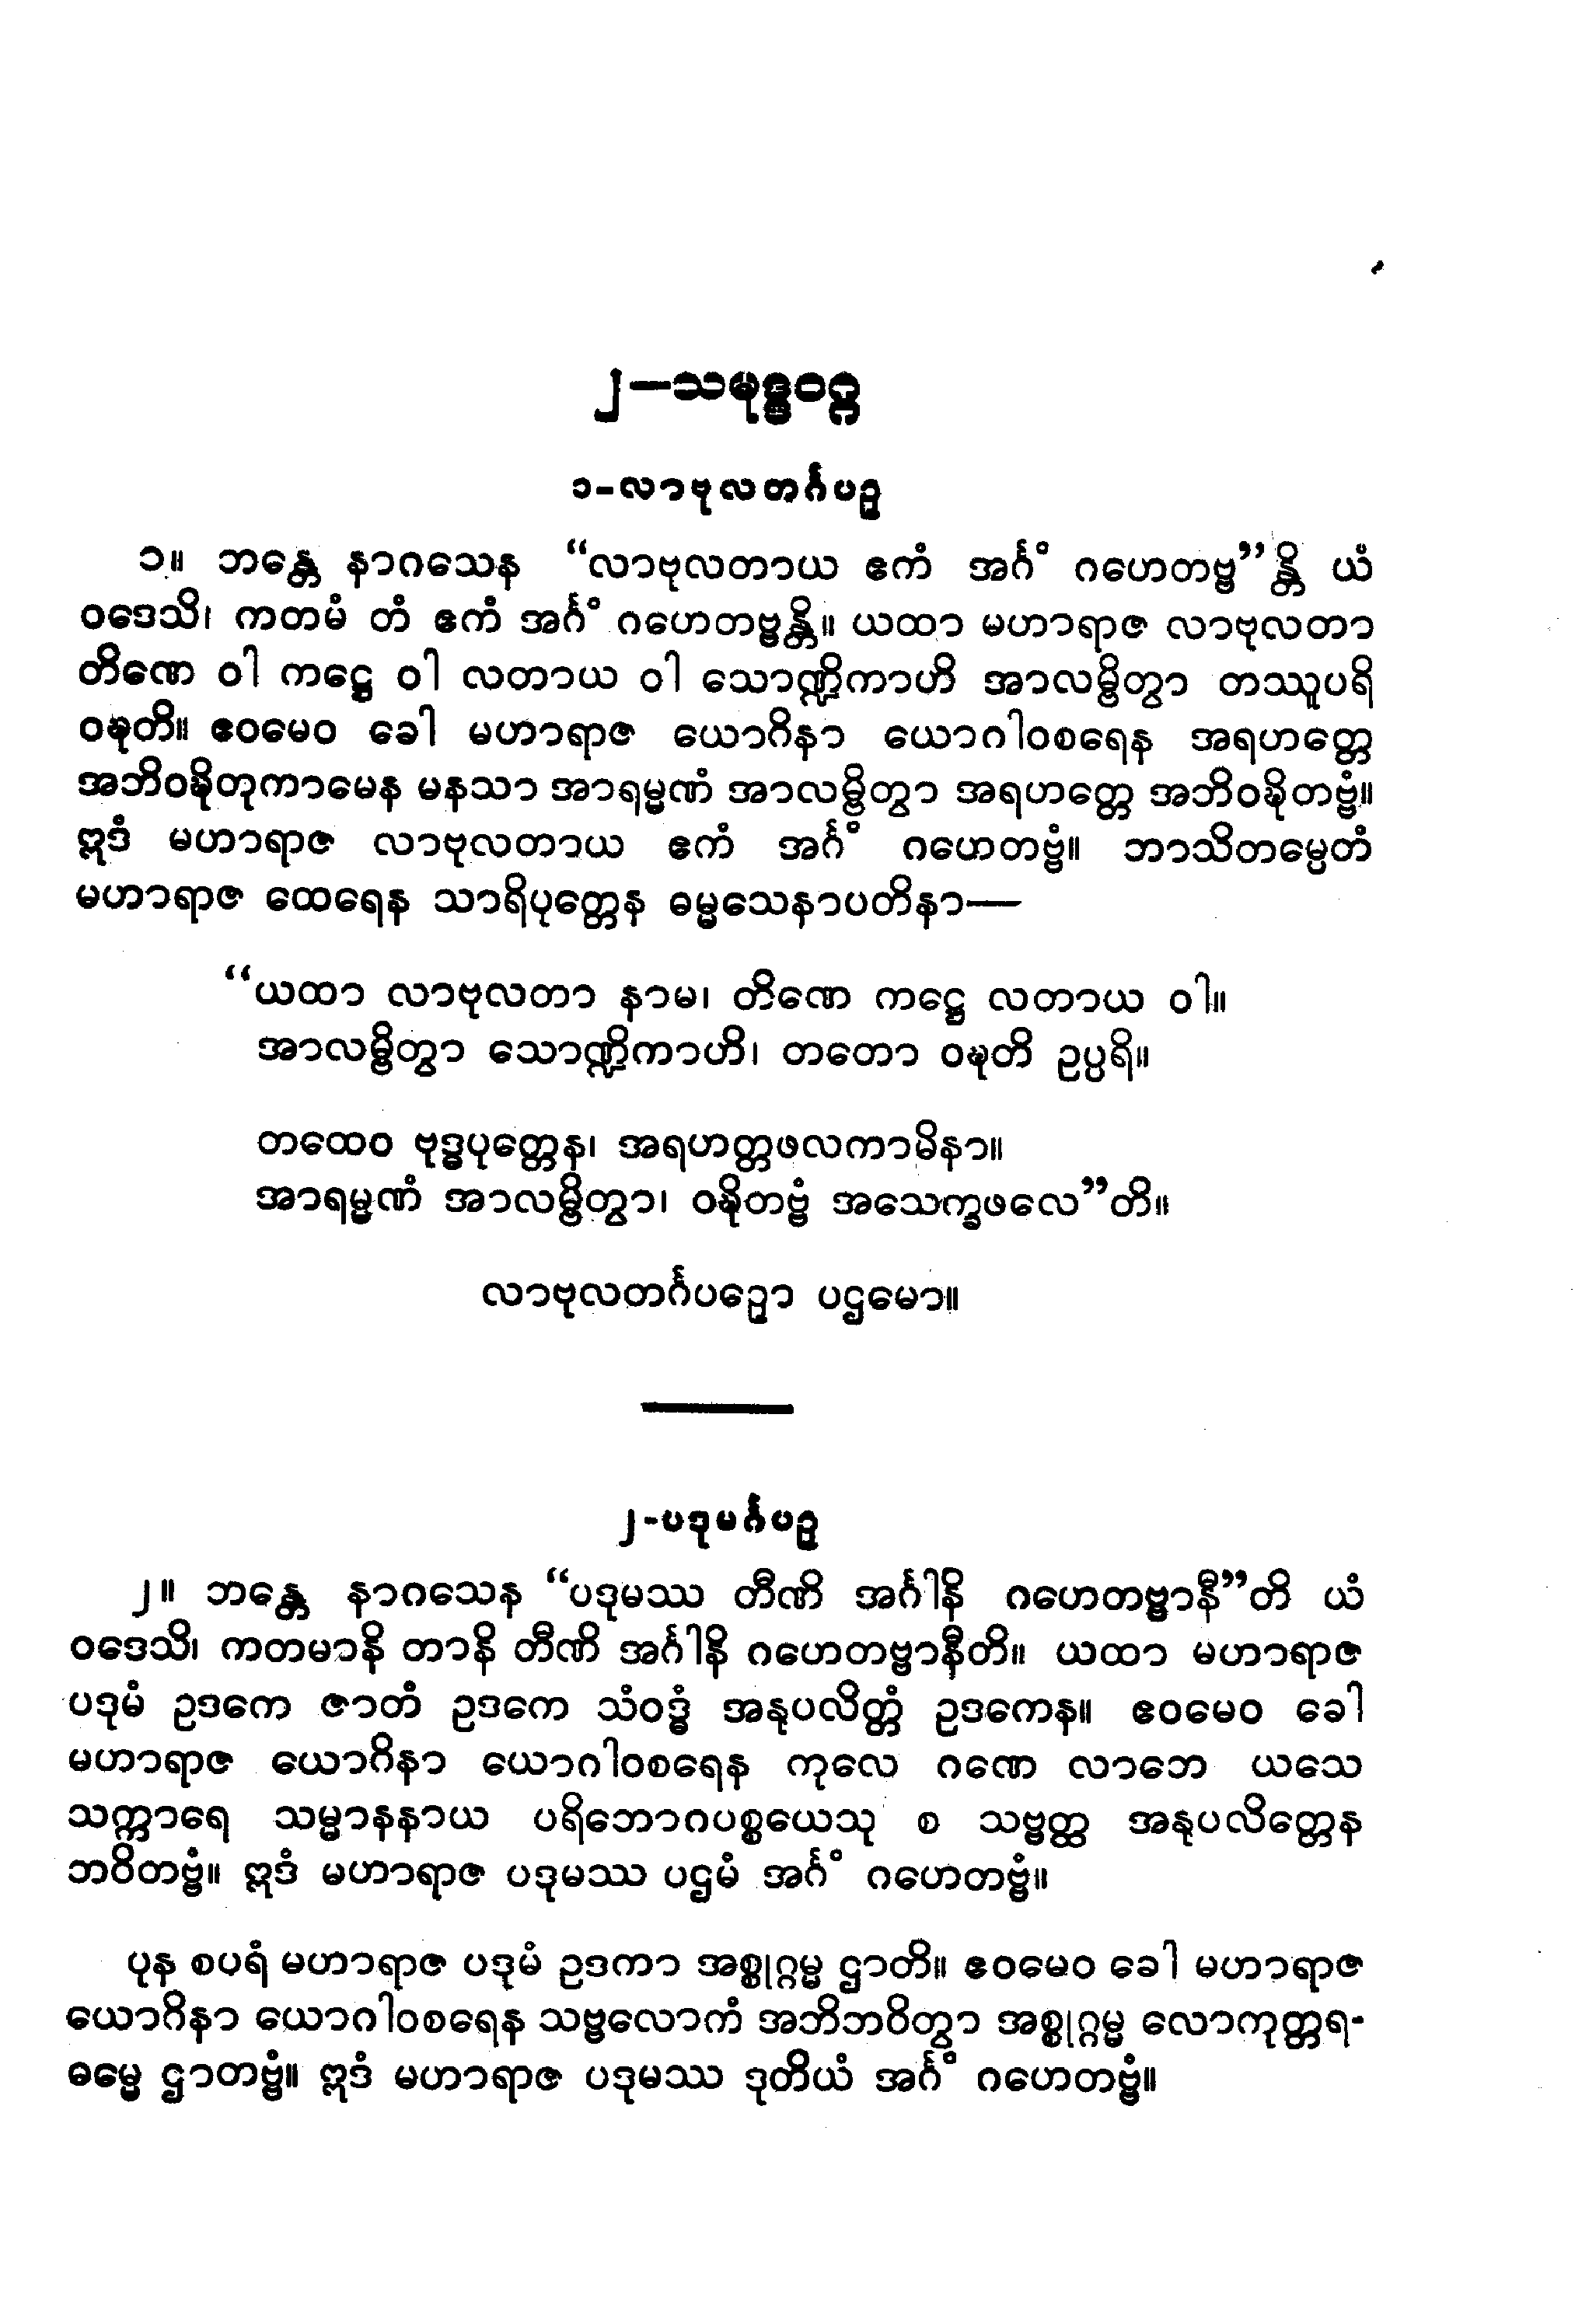 ၂—သမုဒ္ဒဝဂ္ဂ
၁-လာဗုလတင်္ဂပဉှ
၁။ ဘန္တေ နာဂသေန “လာဗုလတာယ ဧကံ အင်္ဂံ ဂဟေတဗ္ဗ”န္တိ ယံ
ဝဒေသိ၊ ကတမံ တံ ဧကံ အင်္ဂံ ဂဟေတဗ္ဗန္တိ။ ယထာ မဟာရာဇ လာဗုလတာ
တိဏေ ဝါ ကဋ္ဌေ ဝါ လတာယ ဝါ သောဏ္ဍိကာဟိ အာလမ္ဗိတွာ တဿူပရိ
ဝဍ္ဎတိ။ ဧဝမေဝ ခေါ မဟာရာဇ ယောဂိနာ ယောဂါဝစရေန အရဟတ္တေ
အဘိဝဍ္ဎိတုကာမေန မနသာ အာရမ္မဏံ အာလမ္ဗိတွာ အရဟတ္တေ အဘိဝဍ္ဎိတဗ္ဗံ။
ဣဒံ မဟာရာဇ လာဗုလတာယ ဧကံ အင်္ဂံ ဂဟေတဗ္ဗံ။ ဘာသိတမ္ပေတံ
မဟာရာဇ ထေရေန သာရိပုတ္တေန ဓမ္မသေနာပတိနာ—
“ယထာ လာဗုလတာ နာမ၊ တိဏေ ကဋ္ဌေ လတာယ ဝါ။
အာလမ္ဗိတွာ သောဏ္ဍိကာဟိ၊ တတော ဝဍ္ဎတိ ဥပ္ပရိ။
တထေဝ ဗုဒ္ဓပုတ္တေန၊ အရဟတ္တဖလကာမိနာ။
အာရမ္မဏံ အာလမ္ဗိတွာ၊ ဝဍ္ဎိတဗ္ဗံ အသေက္ခဖလေ”တိ။
လာဗုလတင်္ဂပဉှော ပဌမော။
၂-ပဒုမင်္ဂပဉှ
၂။ ဘန္တေ နာဂသေန “ပဒုမဿ တီဏိ အင်္ဂါနိ ဂဟေတဗ္ဗာနီ”တိ ယံ
ဝဒေသိ၊ ကတမာနိ တာနိ တီဏိ အင်္ဂါနိ ဂဟေတဗ္ဗာနီတိ။ ယထာ မဟာရာဇ
ပဒုမံ ဥဒကေ ဇာတံ ဥဒကေ သံဝဒ္ဓံ အနုပလိတ္တံ ဥဒကေန။ ဧဝမေဝ ခေါ
မဟာရာဇ ယောဂိနာ ယောဂါဝစရေန ကုလေ ဂဏေ လာဘေ ယသေ
သက္ကာရေ သမ္မာနနာယ ပရိဘောဂပစ္စယေသု စ သဗ္ဗတ္ထ အနုပလိတ္တေန
ဘဝိတဗ္ဗံ။ ဣဒံ မဟာရာဇ ပဒုမဿ ပဌမံ အင်္ဂံ ဂဟေတဗ္ဗံ။
ပုန စပရံ မဟာရာဇ ပဒုမံ ဥဒကာ အစ္စုဂ္ဂမ္မ ဌာတိ။ ဧဝမေဝ ခေါ မဟာရာဇ
ယောဂိနာ ယောဂါဝစရေန သဗ္ဗလောကံ အဘိဘဝိတွာ အစ္စုဂ္ဂမ္မ လောကုတ္တရ-
ဓမ္မေ ဌာတဗ္ဗံ။ ဣဒံ မဟာရာဇ ပဒုမဿ ဒုတိယံ အင်္ဂံ ဂဟေတဗ္ဗံ။